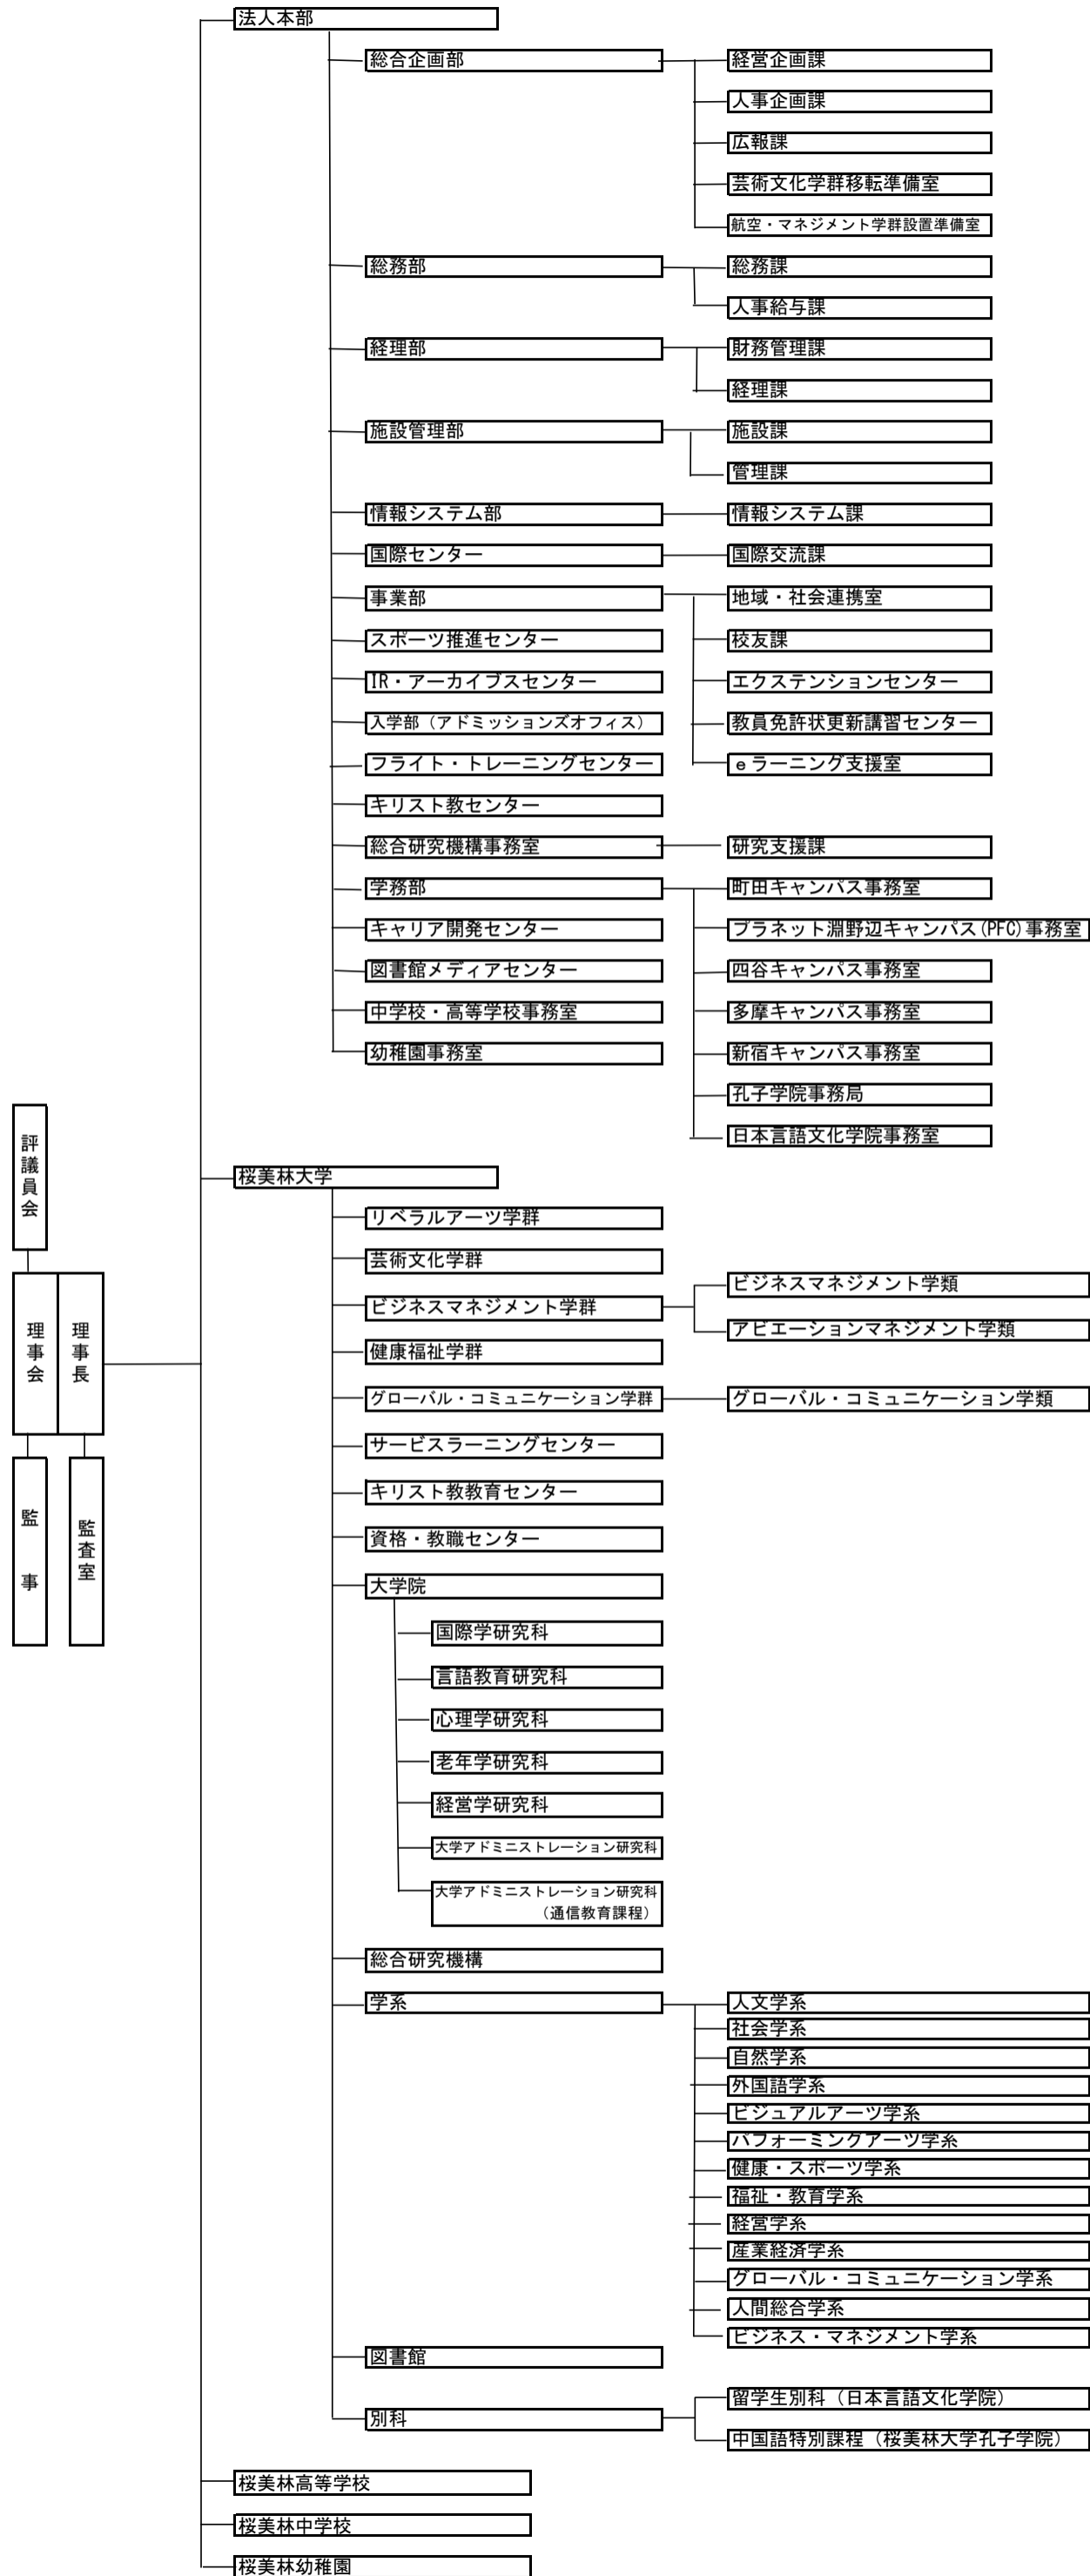 法人本部
総合企画部
経営企画課
人事企画課
広報課
芸術文化学群移転準備室
航空・マネジメント学群設置準備室
総務部
総務課
人事給与課
経理部
財務管理課
経理課
施設管理部
施設課
管理課
情報システム部
情報システム課
国際センター
国際交流課
事業部
地域・社会連携室
スポーツ推進センター
校友課
IR・アーカイブスセンター
エクステンションセンター
入学部（アドミッションズオフィス）
教員免許状更新講習センター
フライト・トレーニングセンター
eラーニング支援室
キリスト教センター
総合研究機構事務室
研究支援課
学務部
町田キャンパス事務室
キャリア開発センター
プラネット淵野辺キャンパス(PFC)事務室
図書館メディアセンター
四谷キャンパス事務室
中学校・高等学校事務室
多摩キャンパス事務室
幼稚園事務室
新宿キャンパス事務室
孔子学院事務局
日本言語文化学院事務室
評議員会
理事会
理事長
監事
監査室
桜美林大学
リベラルアーツ学群
芸術文化学群
ビジネスマネジメント学群
ビジネスマネジメント学類
アビエーションマネジメント学類
健康福祉学群
グローバル・コミュニケーション学群
グローバル・コミュニケーション学類
サービスラーニングセンター
キリスト教教育センター
資格・教職センター
大学院
国際学研究科
言語教育研究科
心理学研究科
老年学研究科
経営学研究科
大学アドミニストレーション研究科
大学アドミニストレーション研究科
（通信教育課程）
総合研究機構
学系
人文学系
社会学系
自然学系
外国語学系
ビジュアルアーツ学系
パフォーミングアーツ学系
健康・スポーツ学系
福祉・教育学系
経営学系
産業経済学系
グローバル・コミュニケーション学系
人間総合学系
ビジネス・マネジメント学系
図書館
別科
留学生別科（日本言語文化学院）
中国語特別課程（桜美林大学孔子学院）
桜美林高等学校
桜美林中学校
桜美林幼稚園